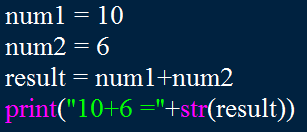 num1 = 10
num2 = 6
result = num1+num2
print("10+6 ="+str(result))